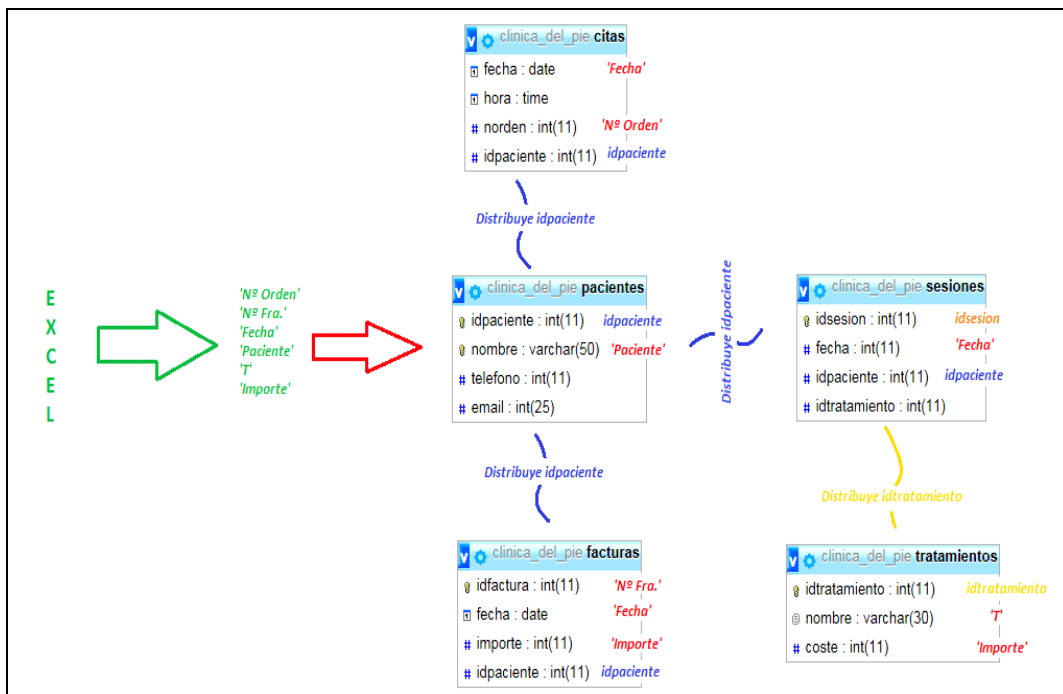 clinica_del_pie citas
fecha : date 'Fecha'
hora : time
# norden : int(11) 'Nº Orden'
# idpaciente : int(11) idpaciente
Distribuye idpaciente
E
X
C
E
L
'Nº Orden'
'Nº Fra.'
'Fecha'
'Paciente'
'T'
'Importe'
clinica_del_pie pacientes
idpaciente : int(11) idpaciente
nombre : varchar(50) 'Paciente'
# telefono : int(11)
# email : int(25)
Distribuye idpaciente
clinica_del_pie sesiones
idsesion : int(11) idsesion
# fecha : int(11) 'Fecha'
# idpaciente : int(11) idpaciente
# idtratamiento : int(11)
Distribuye idpaciente
Distribuye idtratamiento
clinica_del_pie facturas
idfactura : int(11) 'Nº Fra.'
fecha : date 'Fecha'
# importe : int(11) 'Importe'
# idpaciente : int(11) idpaciente
clinica_del_pie tratamientos
idtratamiento : int(11) idtratamiento
nombre : varchar(30) 'T'
# coste : int(11) 'Importe'